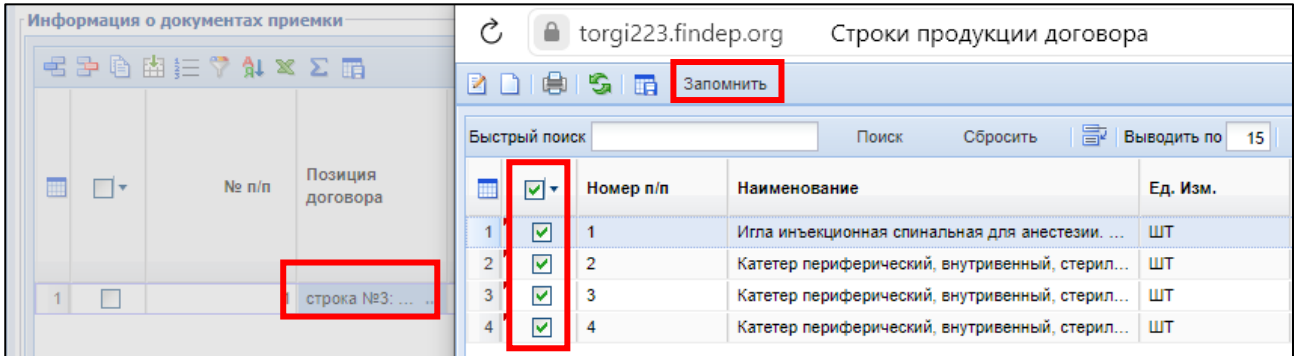 Информация о документах приемки
№ п/п
Позиция
договора
1
1
строка №3: ... ...
torgi223.findep.org Строки продукции договора
Запомнить
Быстрый поиск Поиск Сбросить Выводить по 15
Номер п/п Наименование Ед. Изм.
1 1 Игла инъекционная спинальная для анестезии. ... ШТ
2 2 Катетер периферический, внутривенный, стерил... ШТ
3 3 Катетер периферический, внутривенный, стерил... ШТ
4 4 Катетер периферический, внутривенный, стерил... ШТ